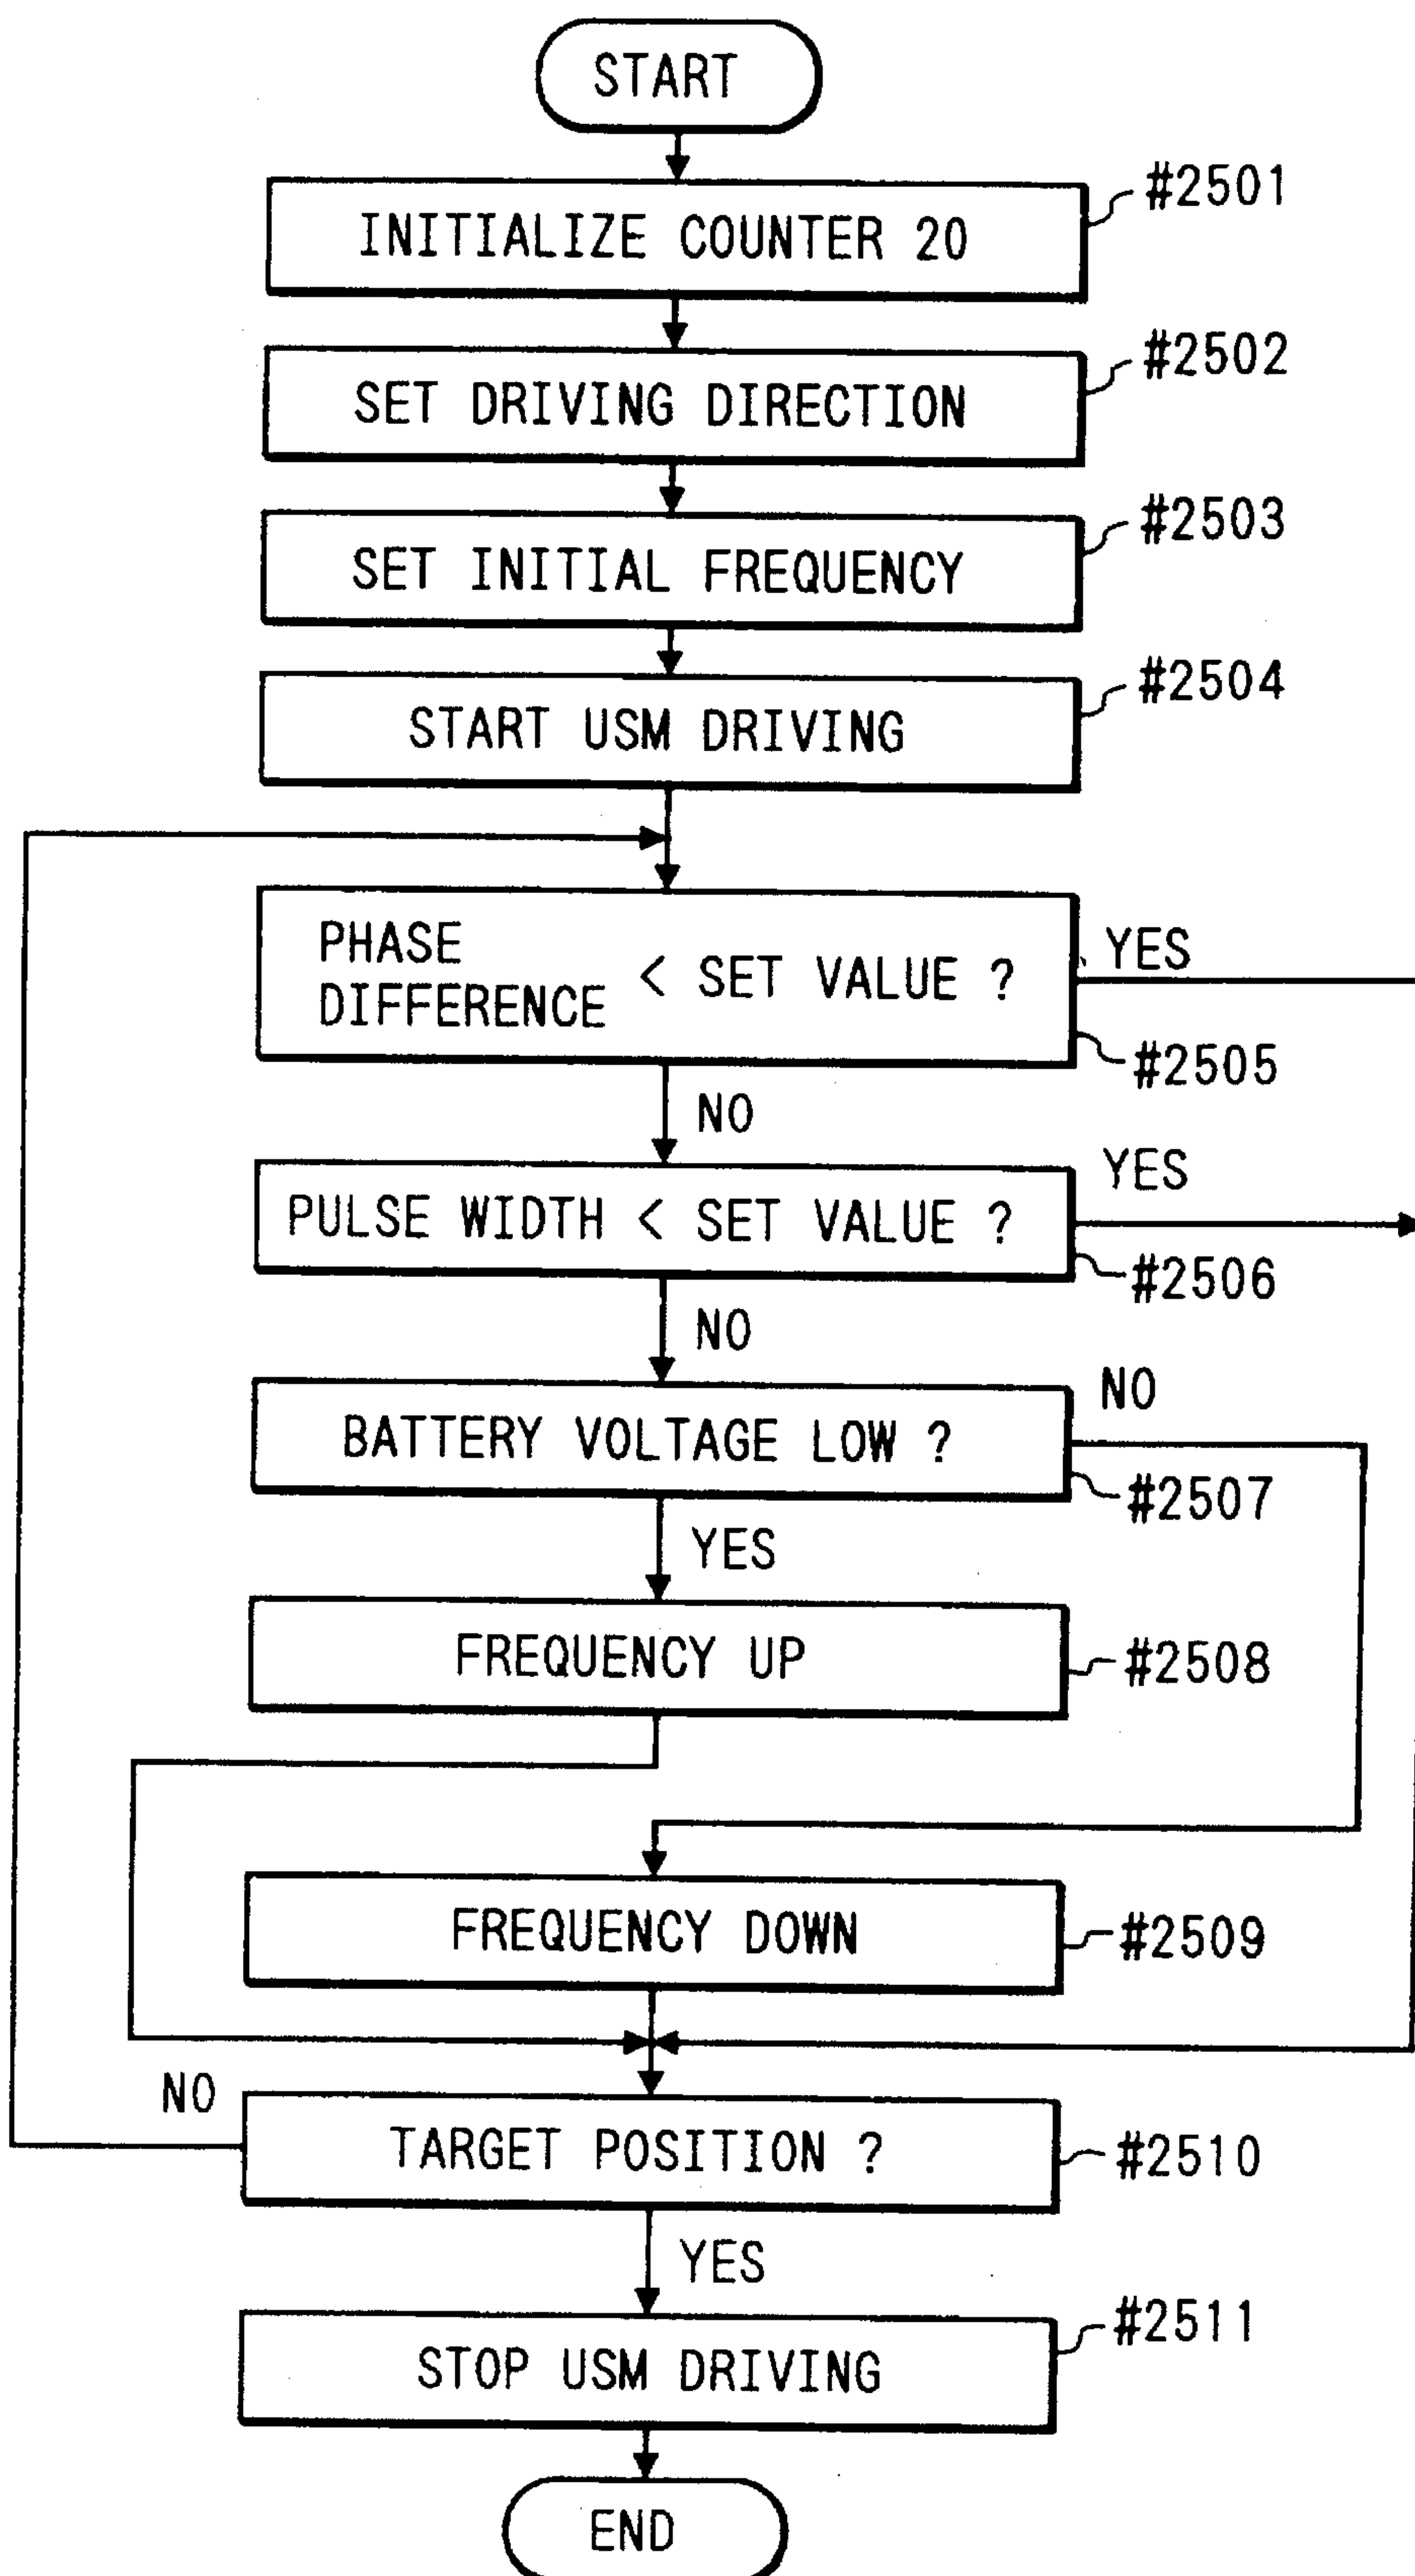 START
INITIALIZE COUNTER 20
#2501
SET DRIVING DIRECTION
#2502
SET INITIAL FREQUENCY
#2503
START USM DRIVING
#2504
PHASE
DIFFERENCE < SET VALUE ?
YES
#2505
NO
PULSE WIDTH < SET VALUE ?
YES
#2506
NO
BATTERY VOLTAGE LOW ?
NO
#2507
YES
FREQUENCY UP
#2508
FREQUENCY DOWN
#2509
NO
TARGET POSITION ?
#2510
YES
STOP USM DRIVING
#2511
END